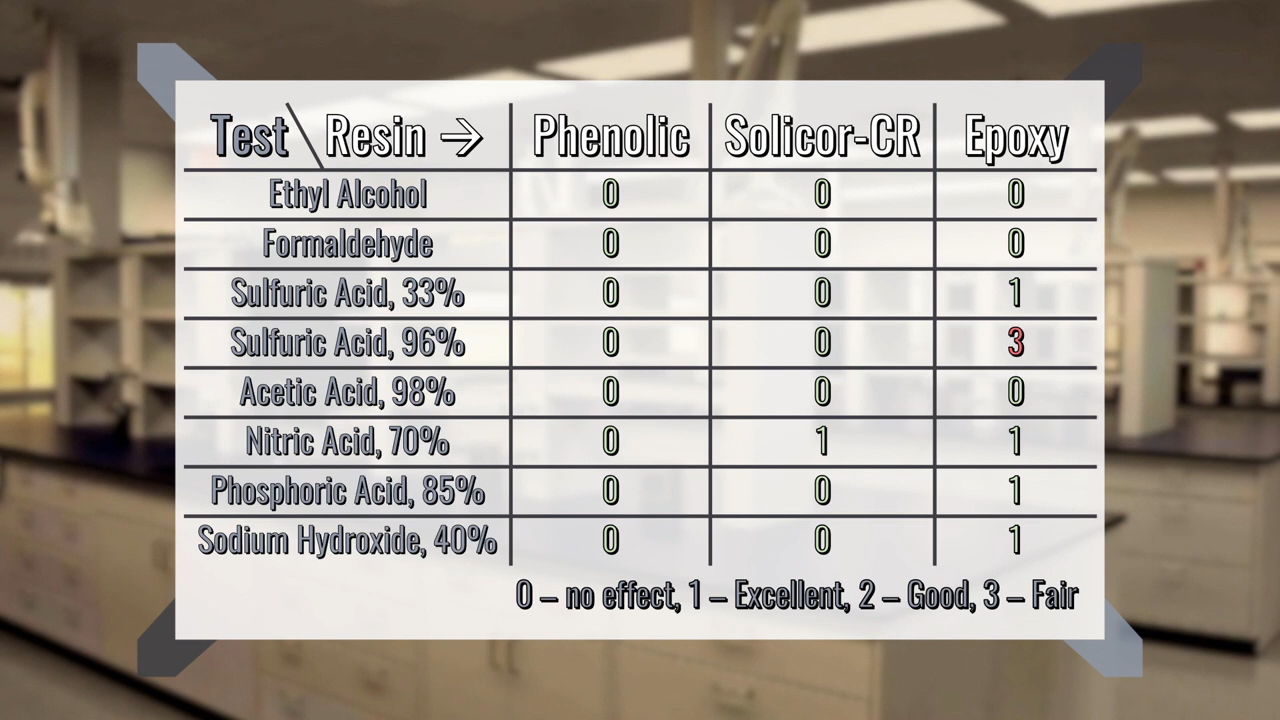 Test \ Resin → Phenolic Solicor-CR Epoxy
Ethyl Alcohol 0 0 0
Formaldehyde 0 0 0
Sulfuric Acid, 33% 0 0 1
Sulfuric Acid, 96% 0 0 3
Acetic Acid, 98% 0 0 0
Nitric Acid, 70% 0 1 1
Phosphoric Acid, 85% 0 0 1
Sodium Hydroxide, 40% 0 0 1
0 – no effect, 1 – Excellent, 2 – Good, 3 – Fair